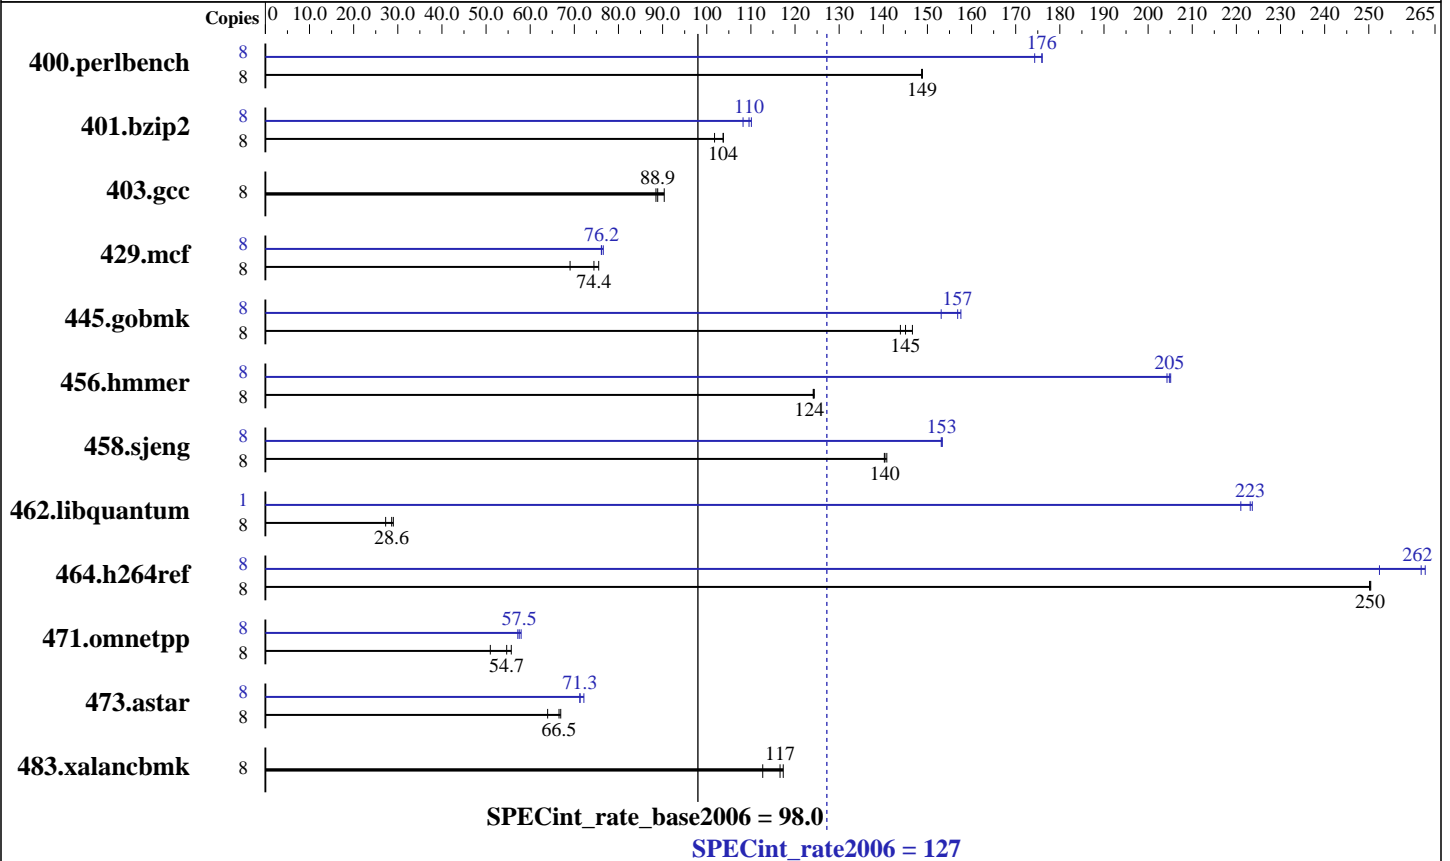 Copies 0 10.0 20.0 30.0 40.0 50.0 60.0 70.0 80.0 90.0 100 110 120 130 140 150 160 170 180 190 200 210 220 230 240 250 265
400.perlbench 8 176
8 149
401.bzip2 8 110
8 104
403.gcc 8 88.9
429.mcf 8 76.2
8 74.4
445.gobmk 8 157
8 145
456.hmmer 8 205
8 124
458.sjeng 8 153
8 140
462.libquantum 1 223
8 28.6
464.h264ref 8 262
8 250
471.omnetpp 8 57.5
8 54.7
473.astar 8 71.3
8 66.5
483.xalancbmk 8 117
SPECint_rate_base2006 = 98.0
SPECint_rate2006 = 127